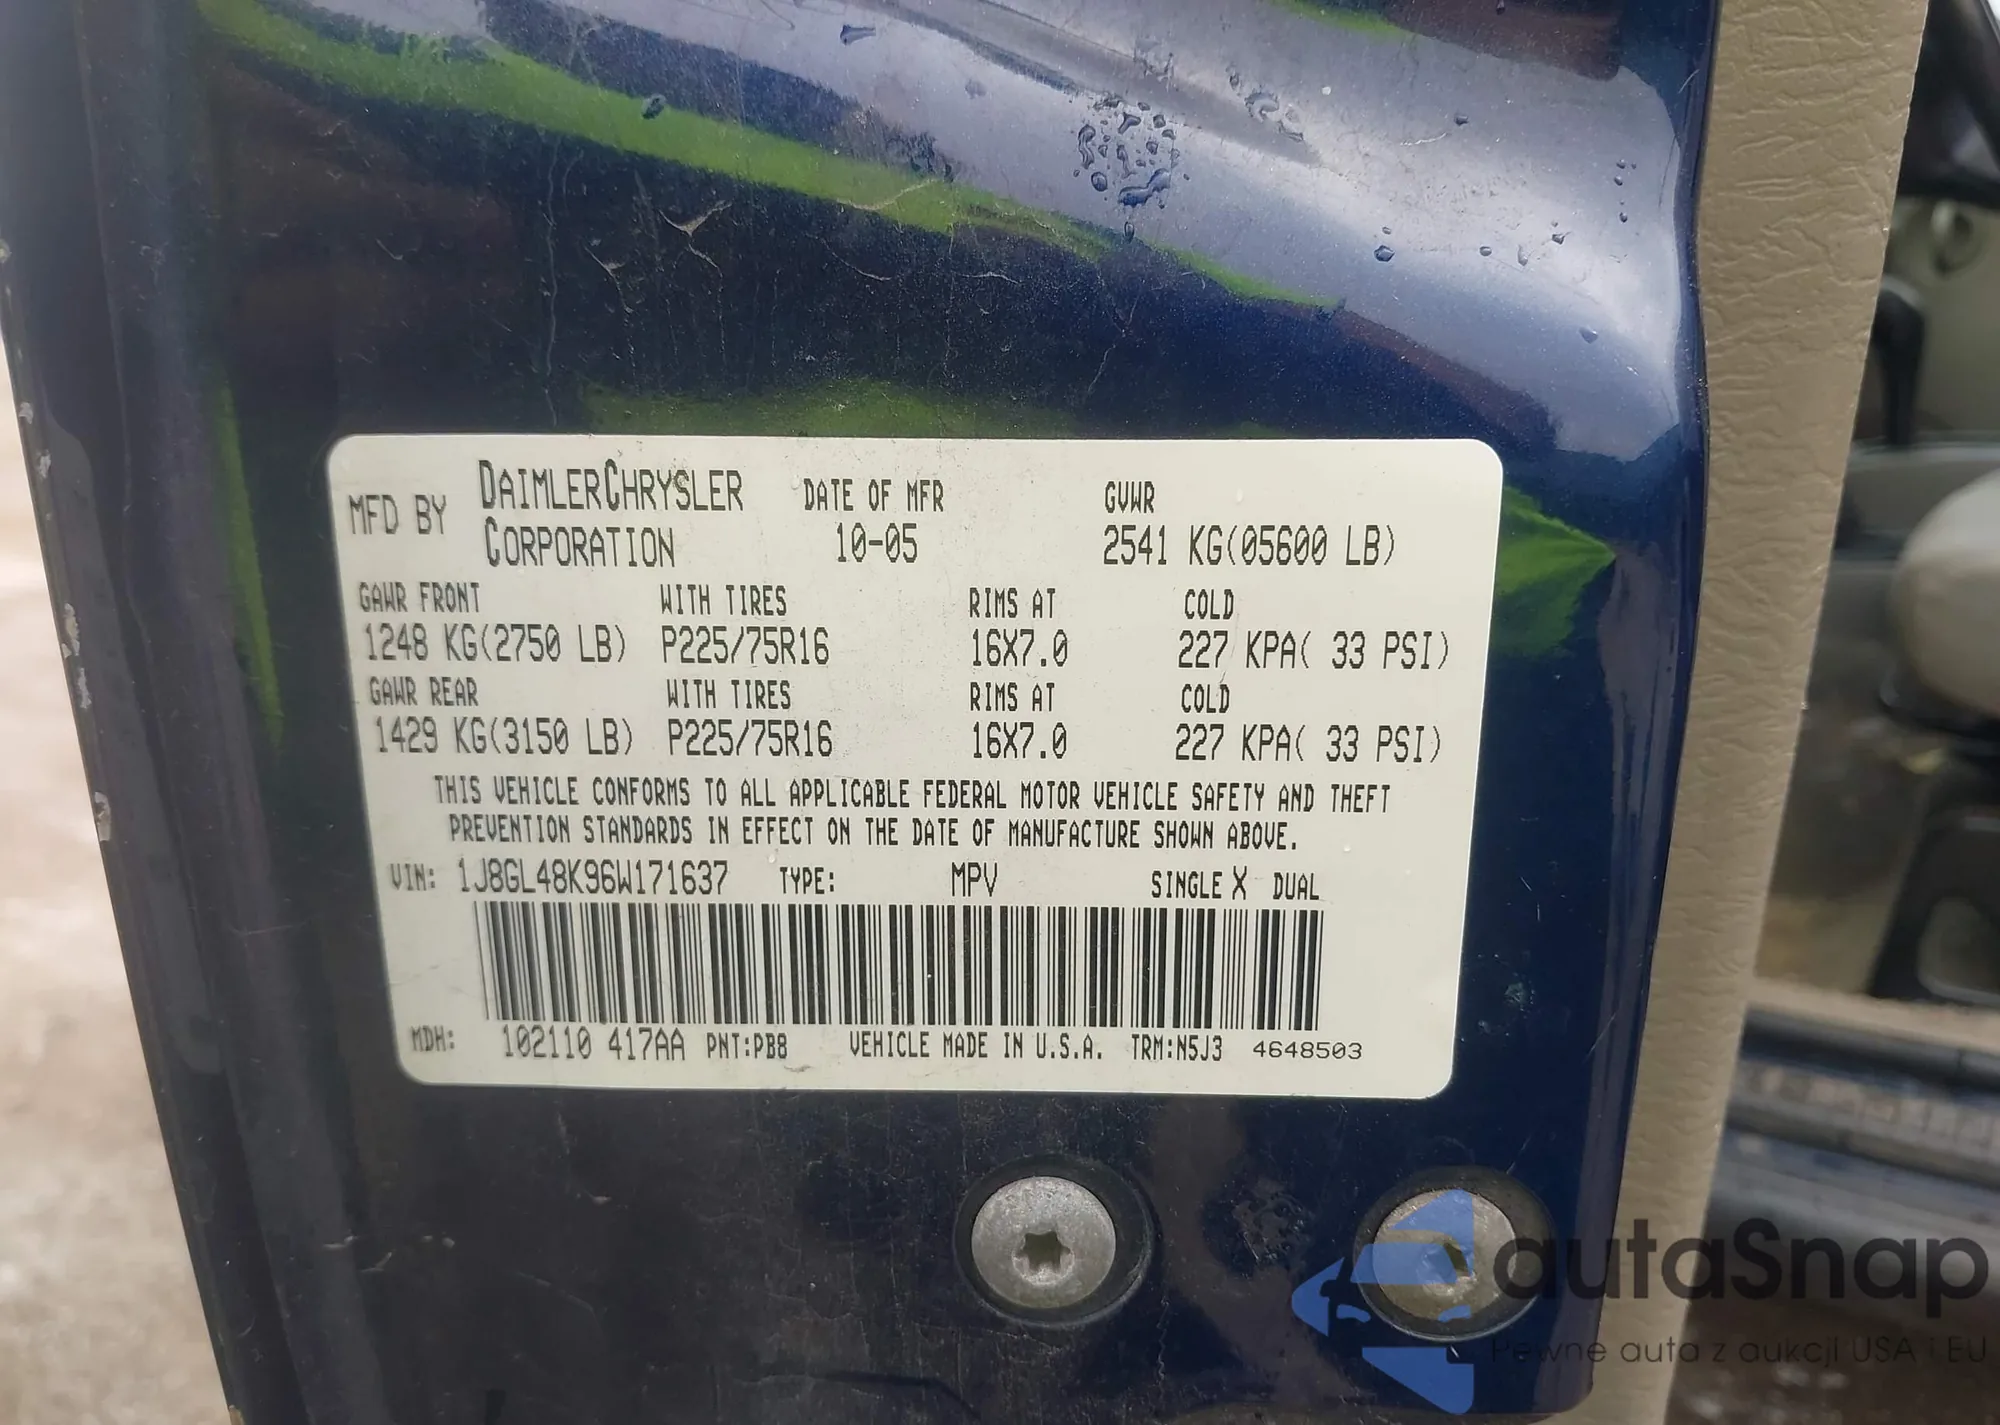 MFD BY DAIMLERCHRYSLER CORPORATION
DATE OF MFR
10-05
GVWR
2541 KG(05600 LB)
GAWR FRONT WITH TIRES RIMS AT COLD
1248 KG(2750 LB) P225/75R16 16X7.0 227 KPA( 33 PSI)
GAWR REAR WITH TIRES RIMS AT COLD
1429 KG(3150 LB) P225/75R16 16X7.0 227 KPA( 33 PSI)
THIS VEHICLE CONFORMS TO ALL APPLICABLE FEDERAL MOTOR VEHICLE SAFETY AND THEFT
PREVENTION STANDARDS IN EFFECT ON THE DATE OF MANUFACTURE SHOWN ABOVE.
VIN: 1J8GL48K96W171637 TYPE: MPV SINGLE X DUAL
MDH: 102110 417AA PNT:PB8 VEHICLE MADE IN U.S.A. TRM:N5J3 4648503
autaSnap
Pewne auta z aukcji USA i EU